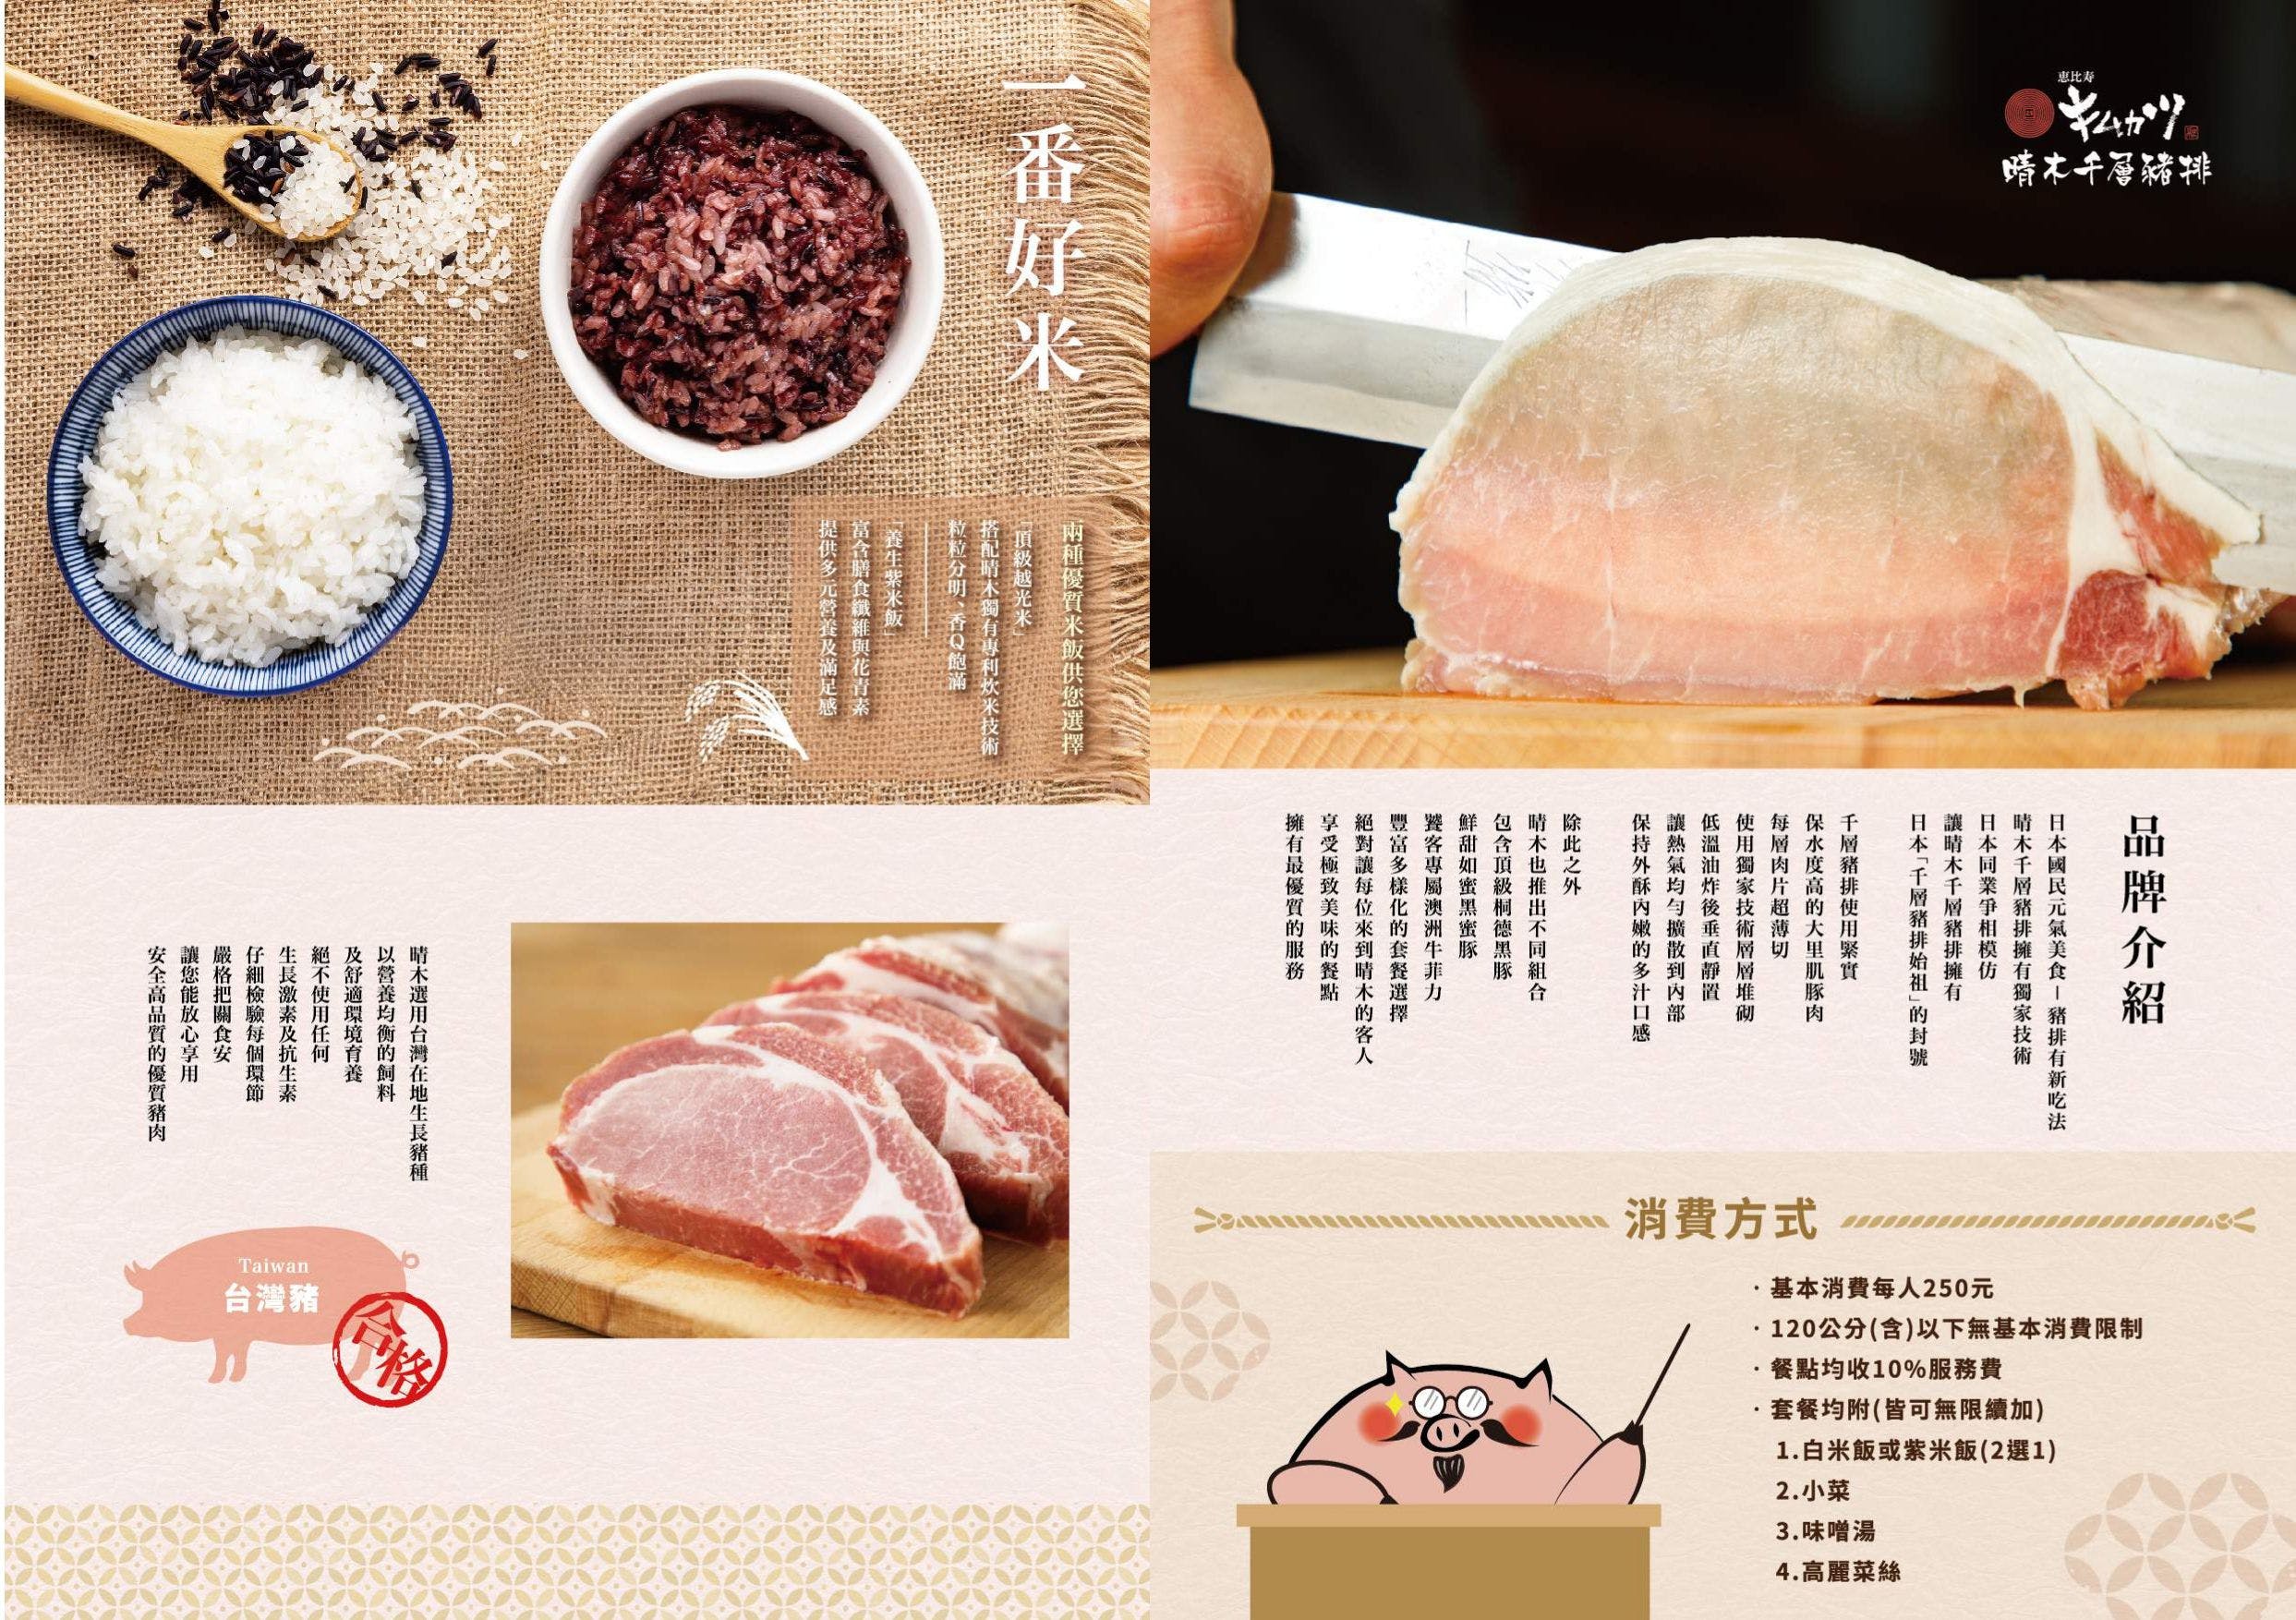 恵比寿
キムカツ
晴木千層豬排
品牌介紹
日本國民元氣美食－豬排有新吃法
晴木千層豬排擁有獨家技術
日本同業爭相模仿
讓晴木千層豬排擁有
日本「千層豬排始祖」的封號
千層豬排使用緊實
保水度高的大里肌豚肉
每層肉片超薄切
使用獨家技術層層堆砌
低溫油炸後垂直靜置
讓熱氣均勻擴散到內部
保持外酥內嫩的多汁口感
除此之外
晴木也推出不同組合
包含頂級桐德黑豚
鮮甜如蜜黑蜜豚
饕客專屬澳洲牛菲力
豐富多樣化的套餐選擇
絕對讓每位來到晴木的客人
享受極致美味的餐點
擁有最優質的服務
消費方式
· 基本消費每人250元
· 120公分(含)以下無基本消費限制
· 餐點均收10%服務費
· 套餐均附(皆可無限續加)
1.白米飯或紫米飯(2選1)
2.小菜
3.味噌湯
4.高麗菜絲
一番好米
兩種優質米飯供您選擇
「頂級越光米」
搭配晴木獨有專利炊米技術
粒粒分明、香Q飽滿
「養生紫米飯」
富含膳食纖維與花青素
提供多元營養及滿足感
晴木選用台灣在地生長豬種
以營養均衡的飼料
及舒適環境育養
絕不使用任何
生長激素及抗生素
仔細檢驗每個環節
嚴格把關食安
讓您能放心享用
安全高品質的優質豬肉
Taiwan
台灣豬
合格